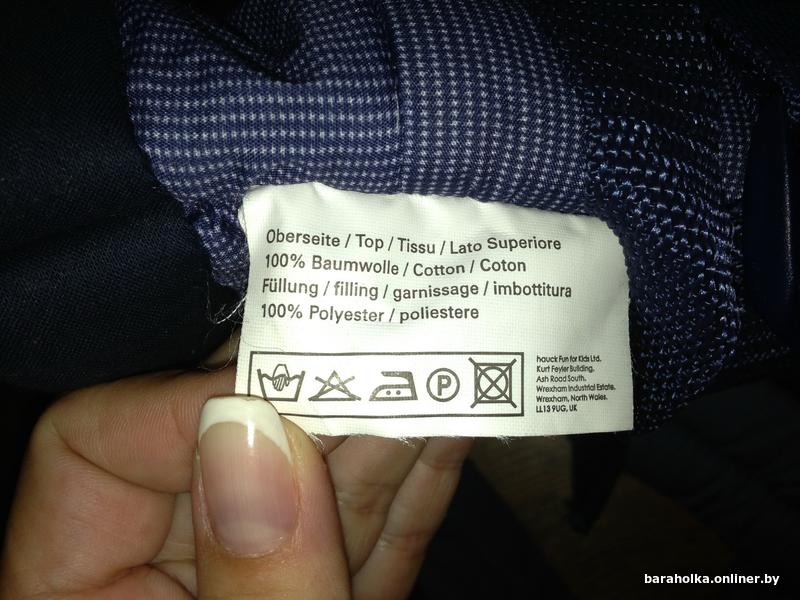 Oberseite / Top / Tissu / Lato Superiore
100% Baumwolle / Cotton / Coton
Füllung / filling / garnissage / imbottitura
100% Polyester / poliestere
P
hauck Fun for Kids Ltd.
Kurt Feyler Building.
Ash Road South.
Wrexham Industrial Estate.
Wrexham, North Wales.
LL13 9UG, UK
baraholka.onliner.by